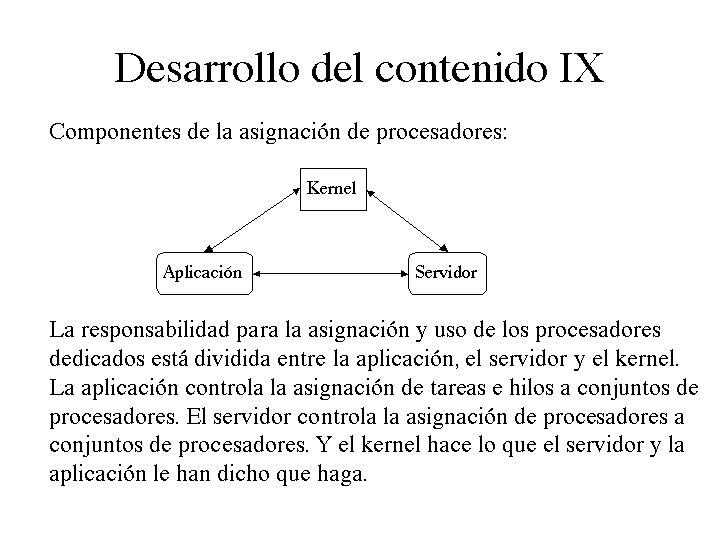 Desarrollo del contenido IX
Componentes de la asignación de procesadores:
Kernel
Aplicación
Servidor
La responsabilidad para la asignación y uso de los procesadores
dedicados está dividida entre la aplicación, el servidor y el kernel.
La aplicación controla la asignación de tareas e hilos a conjuntos de
procesadores. El servidor controla la asignación de procesadores a
conjuntos de procesadores. Y el kernel hace lo que el servidor y la
aplicación le han dicho que haga.